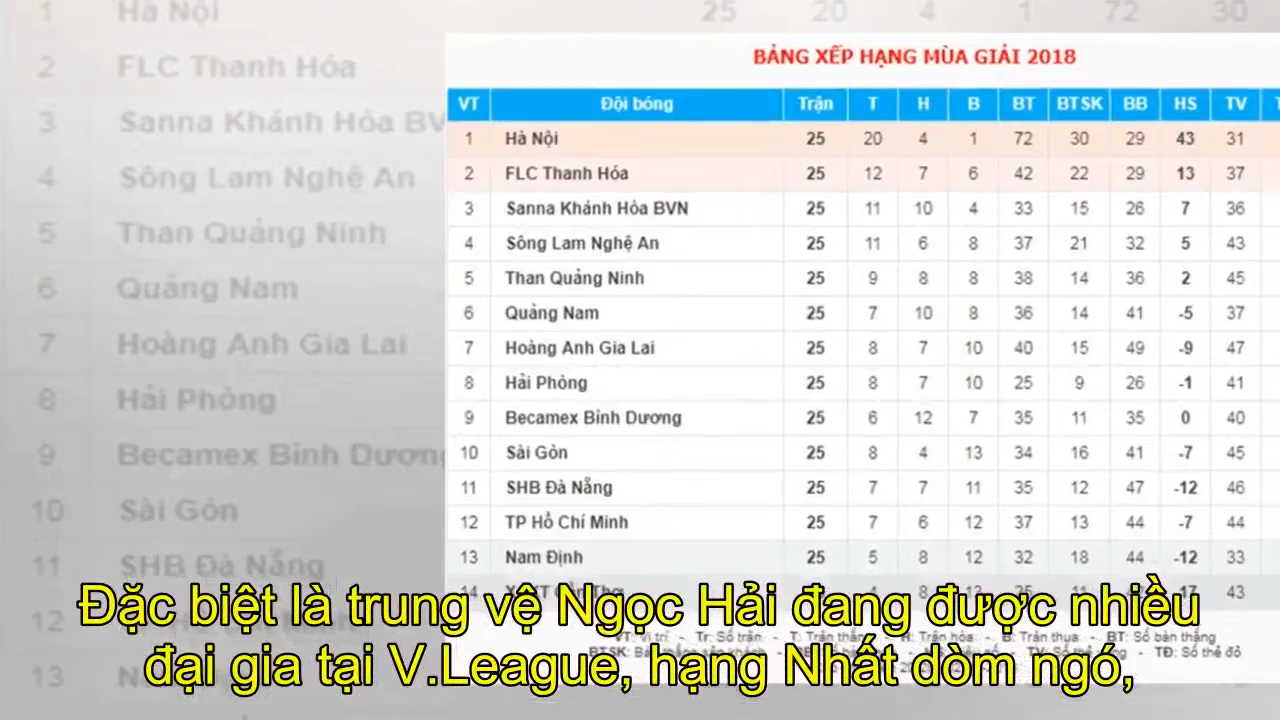 1 Hà Nội 25 20 4 1 72 30
2 FLC Thanh Hóa
3 Sanna Khánh Hòa BV
4 Sông Lam Nghệ An
5 Than Quảng Ninh
6 Quảng Nam
7 Hoàng Anh Gia Lai
8 Hải Phòng
9 Becamex Bình Dương
10 Sài Gòn
11 SHB Đà Nẵng
12
13
BẢNG XẾP HẠNG MÙA GIẢI 2018
VT Đội bóng Trận T H B BT BTSK BB HS TV
1 Hà Nội 25 20 4 1 72 30 29 43 31
2 FLC Thanh Hóa 25 12 7 6 42 22 29 13 37
3 Sanna Khánh Hòa BVN 25 11 10 4 33 15 26 7 36
4 Sông Lam Nghệ An 25 11 6 8 37 21 32 5 43
5 Than Quảng Ninh 25 9 8 8 38 14 36 2 45
6 Quảng Nam 25 7 10 8 36 14 41 -5 37
7 Hoàng Anh Gia Lai 25 8 7 10 40 15 49 -9 47
8 Hải Phòng 25 8 7 10 25 9 26 -1 41
9 Becamex Bình Dương 25 6 12 7 35 11 35 0 40
10 Sài Gòn 25 8 4 13 34 16 41 -7 45
11 SHB Đà Nẵng 25 7 7 11 35 12 47 -12 46
12 TP Hồ Chí Minh 25 7 6 12 37 13 44 -7 44
13 Nam Định 25 5 8 12 32 18 44 -12 33
43
Đặc biệt là trung vệ Ngọc Hải đang được nhiều
đại gia tại V.League, hạng Nhất dòm ngó,
VT: Vị trí - Tr: Số trận - T: Trận thắng - H: Trận hòa - B: Trận thua - BT: Số bàn thắng
TĐ: Số thẻ đỏ